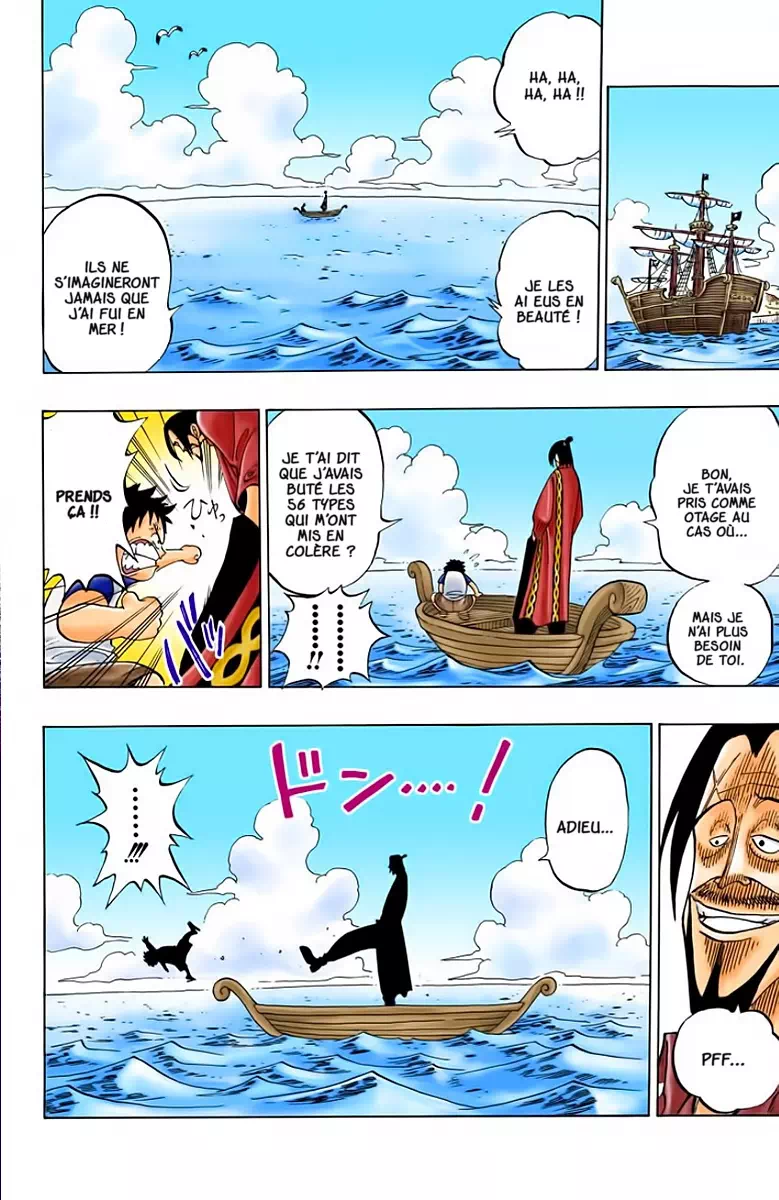 HA, HA,
HA, HA !!
JE LES
AI EUS EN
BEAUTÉ !
ILS NE
S'IMAGINERONT
JAMAIS QUE
J'AI FUI EN
MER !
BON,
JE T'AVAIS
PRIS COMME
OTAGE AU
CAS OÙ...
MAIS JE
N'AI PLUS
BESOIN
DE TOI.
JE T'AI DIT
QUE J'AVAIS
BUTÉ LES
56 TYPES
QUI M'ONT
MIS EN
COLÈRE ?
......!!
PRENDS
ÇA !!
ひゃっ
バッ
PFF...
ADIEU...
ドン....!
.....!!!